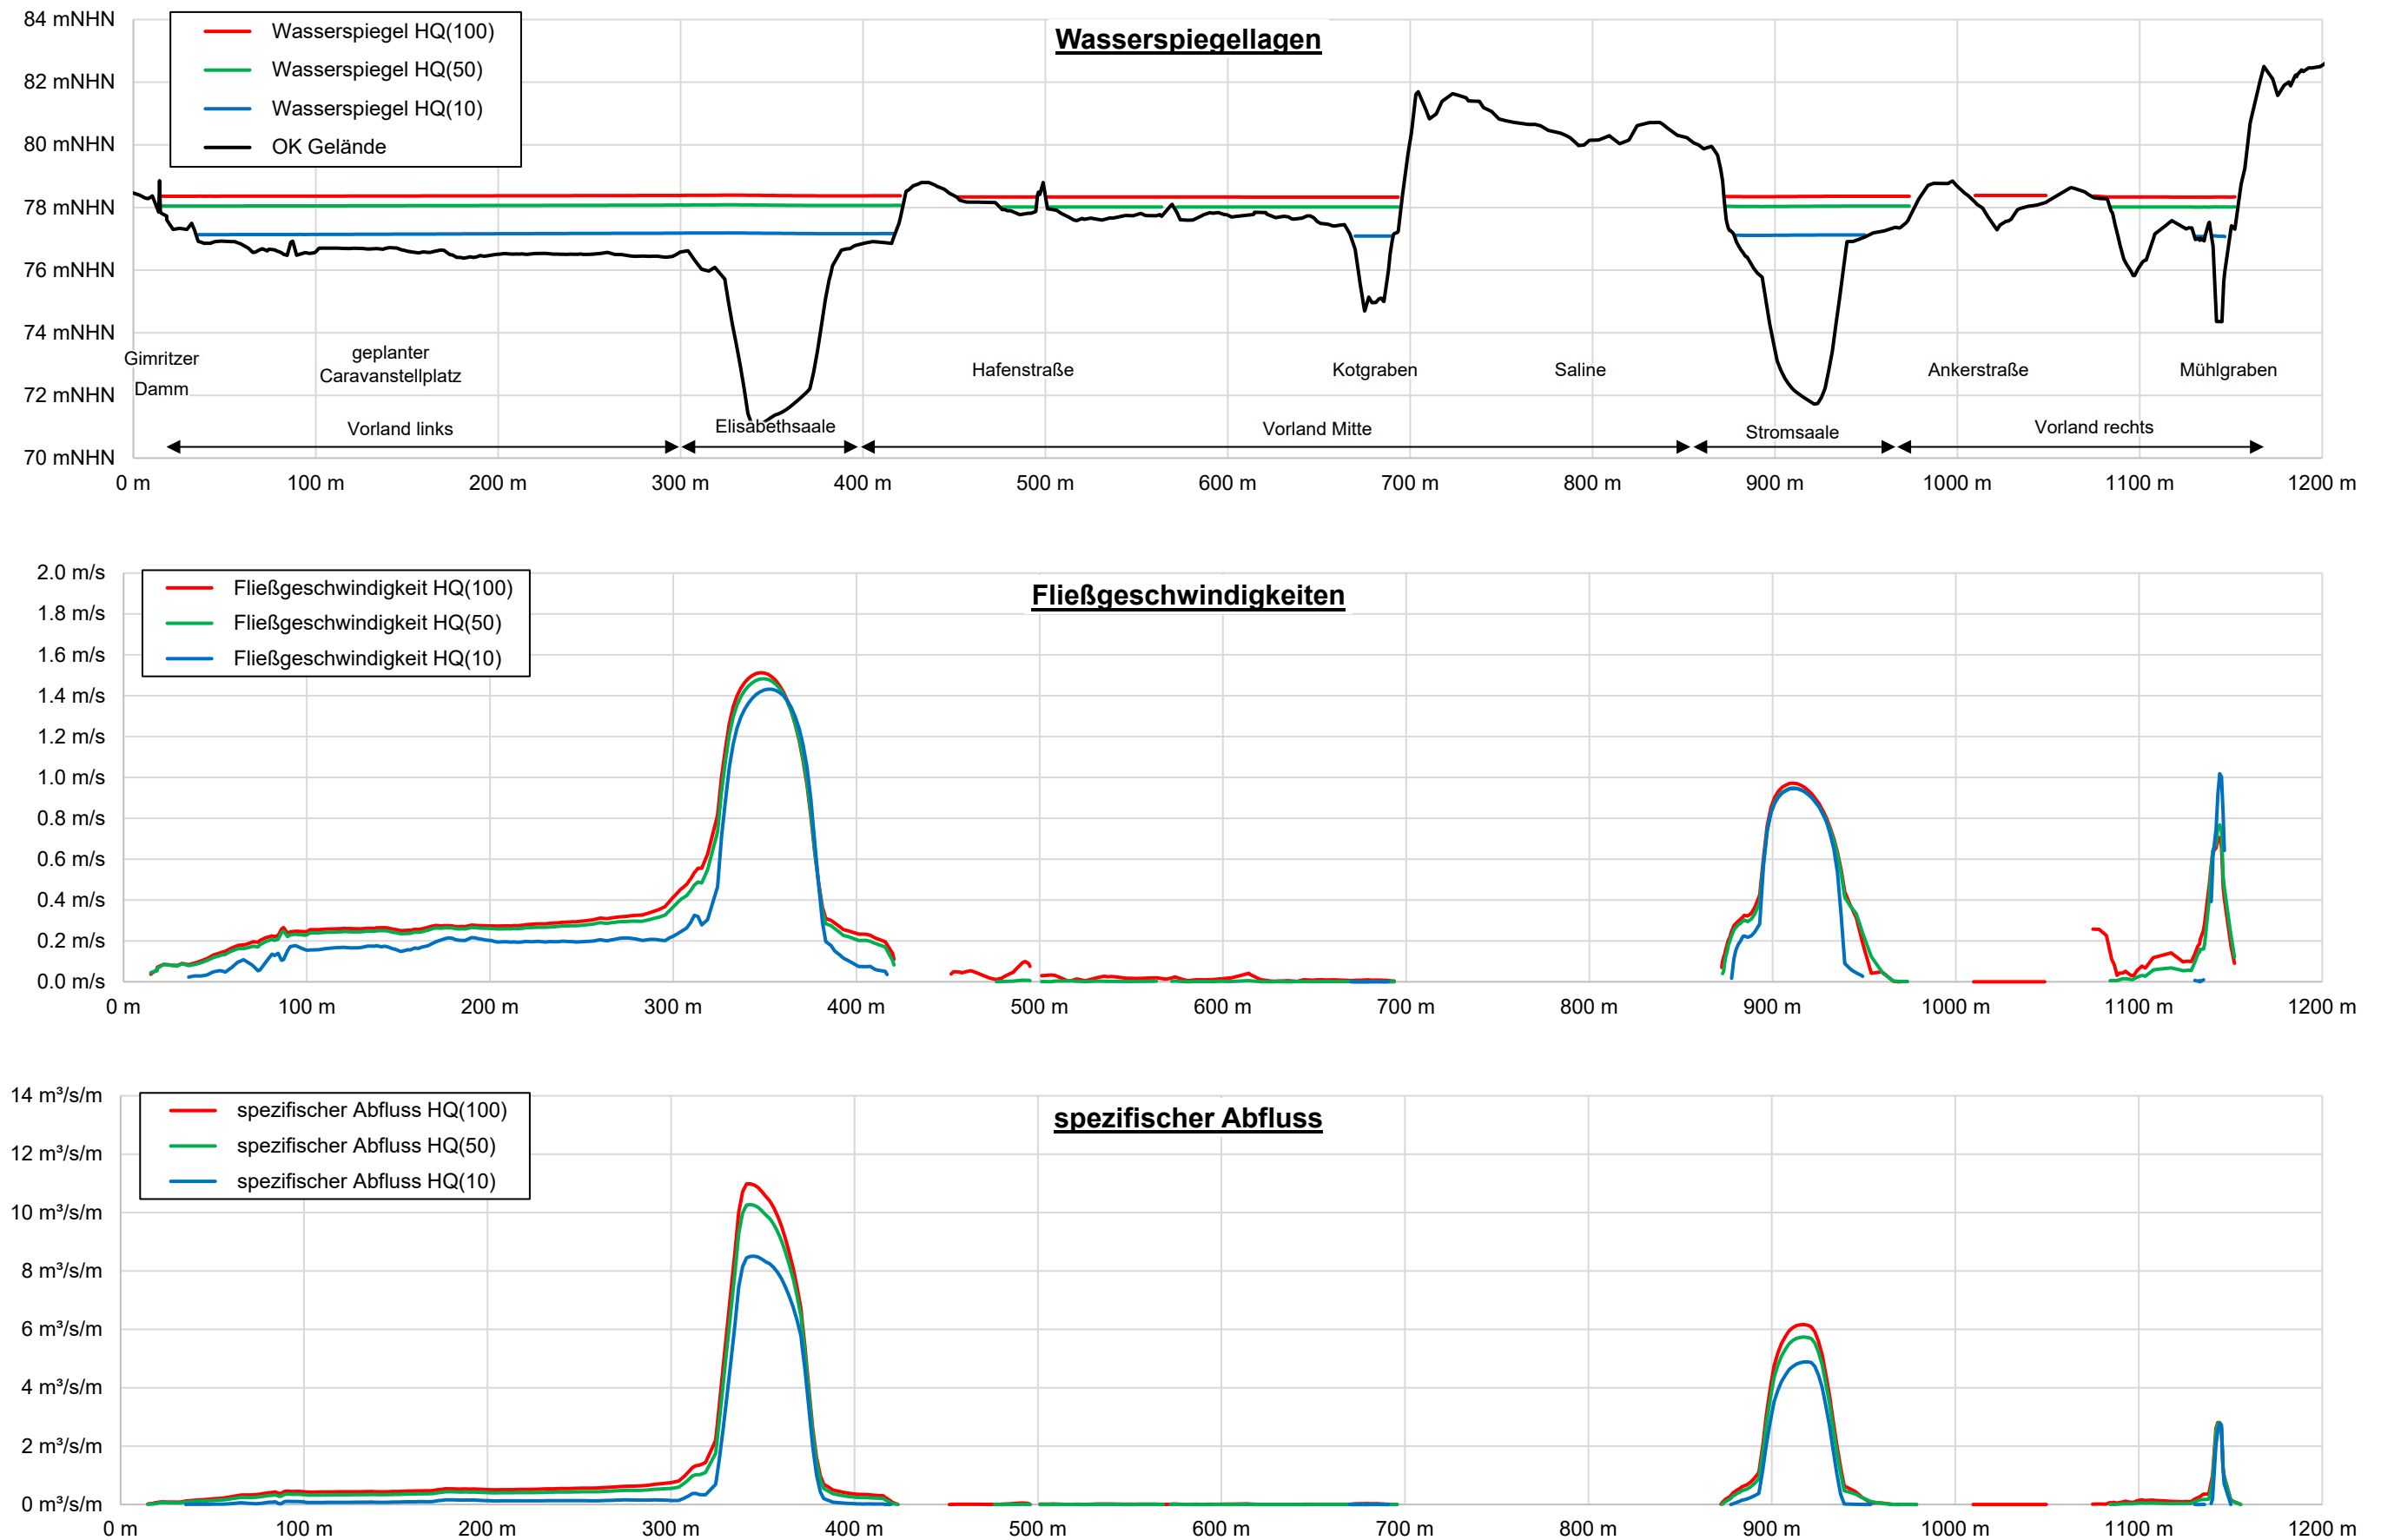 Wasserspiegellagen
84 mNHN
82 mNHN
80 mNHN
78 mNHN
76 mNHN
74 mNHN
72 mNHN
70 mNHN
Wasserspiegel HQ(100)
Wasserspiegel HQ(50)
Wasserspiegel HQ(10)
OK Gelände
Gimritzer
Damm
geplanter
Caravanstellplatz
Hafenstraße
Kotgraben
Saline
Ankerstraße
Mühlgraben
Vorland links
Elisabethsaale
Vorland Mitte
Stromsaale
Vorland rechts
0 m 100 m 200 m 300 m 400 m 500 m 600 m 700 m 800 m 900 m 1000 m 1100 m 1200 m
Fließgeschwindigkeiten
2.0 m/s
1.8 m/s
1.6 m/s
1.4 m/s
1.2 m/s
1.0 m/s
0.8 m/s
0.6 m/s
0.4 m/s
0.2 m/s
0.0 m/s
Fließgeschwindigkeit HQ(100)
Fließgeschwindigkeit HQ(50)
Fließgeschwindigkeit HQ(10)
0 m 100 m 200 m 300 m 400 m 500 m 600 m 700 m 800 m 900 m 1000 m 1100 m 1200 m
spezifischer Abfluss
14 m³/s/m
12 m³/s/m
10 m³/s/m
8 m³/s/m
6 m³/s/m
4 m³/s/m
2 m³/s/m
0 m³/s/m
spezifischer Abfluss HQ(100)
spezifischer Abfluss HQ(50)
spezifischer Abfluss HQ(10)
0 m 100 m 200 m 300 m 400 m 500 m 600 m 700 m 800 m 900 m 1000 m 1100 m 1200 m